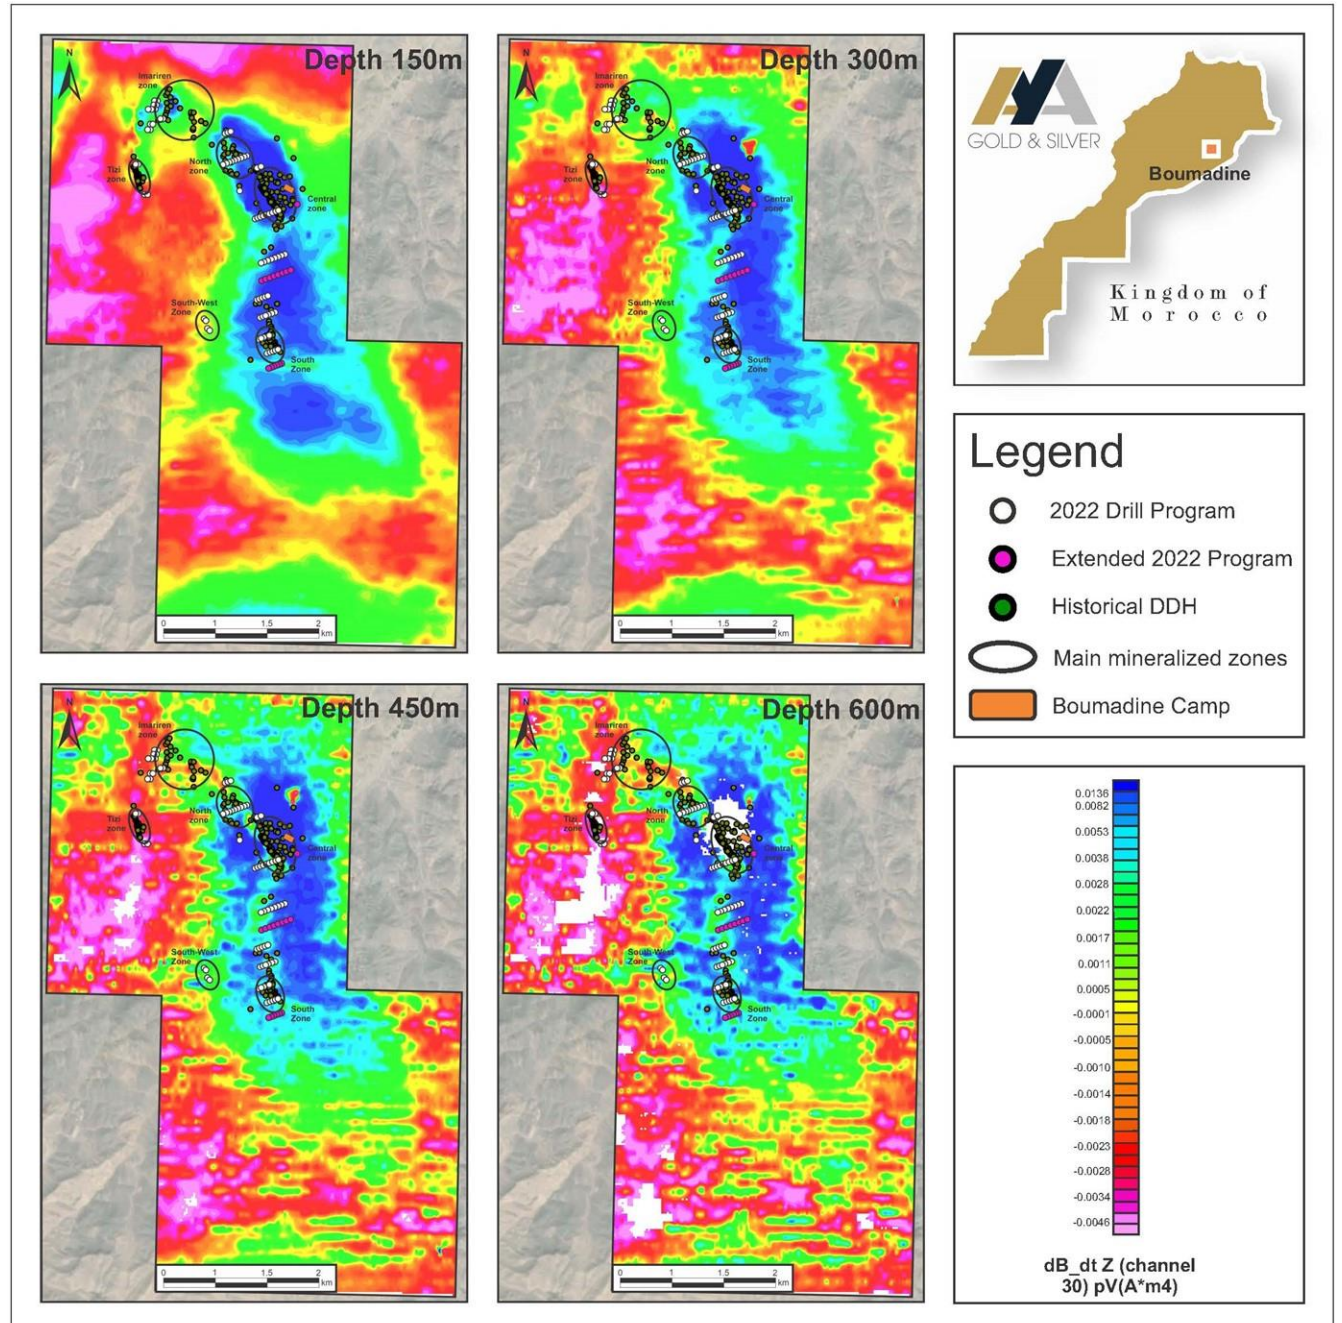 Depth 150m
N
Imariren
zone
Tizi
zone
North
zone
Central
zone
South-West
Zone
South
Zone
0 1 1.5 2
km
Depth 300m
N
Imariren
zone
Tizi
zone
North
zone
Central
zone
South-West
Zone
South
Zone
0 1 1.5 2
km
Depth 450m
N
Imariren
zone
Tizi
zone
North
zone
Central
zone
South-West
Zone
South
Zone
0 1 1.5 2
km
Depth 600m
N
Imariren
zone
Tizi
zone
North
zone
Central
zone
South-West
Zone
South
Zone
0 1 1.5 2
km
AYA
GOLD & SILVER
Boumadine
Kingdom of
Morocco
Legend
2022 Drill Program
Extended 2022 Program
Historical DDH
Main mineralized zones
Boumadine Camp
0.0136
0.0082
0.0053
0.0038
0.0028
0.0022
0.0017
0.0011
0.0005
-0.0001
-0.0005
-0.0010
-0.0014
-0.0018
-0.0023
-0.0028
-0.0034
-0.0046
dB_dt Z (channel
30) pV(A*m4)